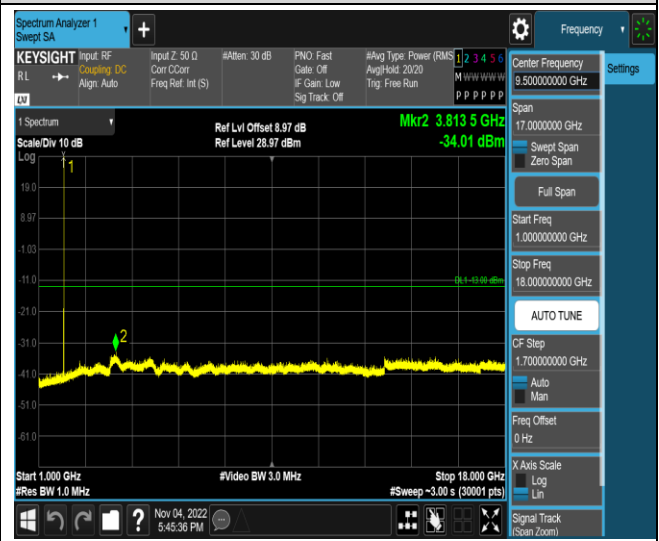 Spectrum Analyzer 1
Swept SA
+
Frequency
KEYSIGHT Input: RF
Coupling: DC
Align: Auto
RL
LXI
Input Z: 50 Ω
Corr CCorr
Freq Ref: Int (S)
#Atten: 30 dB
PNO: Fast
Gate: Off
IF Gain: Low
Sig Track: Off
#Avg Type: Power (RMS
Avg|Hold: 20/20
Trig: Free Run
1 2 3 4 5 6
M W W W W W
P P P P P P
1 Spectrum
Scale/Div 10 dB
Ref Lvl Offset 8.97 dB
Ref Level 28.97 dBm
Mkr2 3.813 5 GHz
-34.01 dBm
Log
1
19.0
8.97
-1.03
-11.0
DL1 -13.00 dBm
-21.0
-31.0
2
-41.0
-51.0
-61.0
Start 1.000 GHz
#Res BW 1.0 MHz
#Video BW 3.0 MHz
Stop 18.000 GHz
#Sweep ~3.00 s (30001 pts)
Nov 04, 2022
5:45:36 PM
?
Center Frequency
9.500000000 GHz
Settings
Span
17.0000000 GHz
Swept Span
Zero Span
Full Span
Start Freq
1.000000000 GHz
Stop Freq
18.000000000 GHz
AUTO TUNE
CF Step
1.700000000 GHz
Auto
Man
Freq Offset
0 Hz
X Axis Scale
Log
Lin
Signal Track
(Span Zoom)